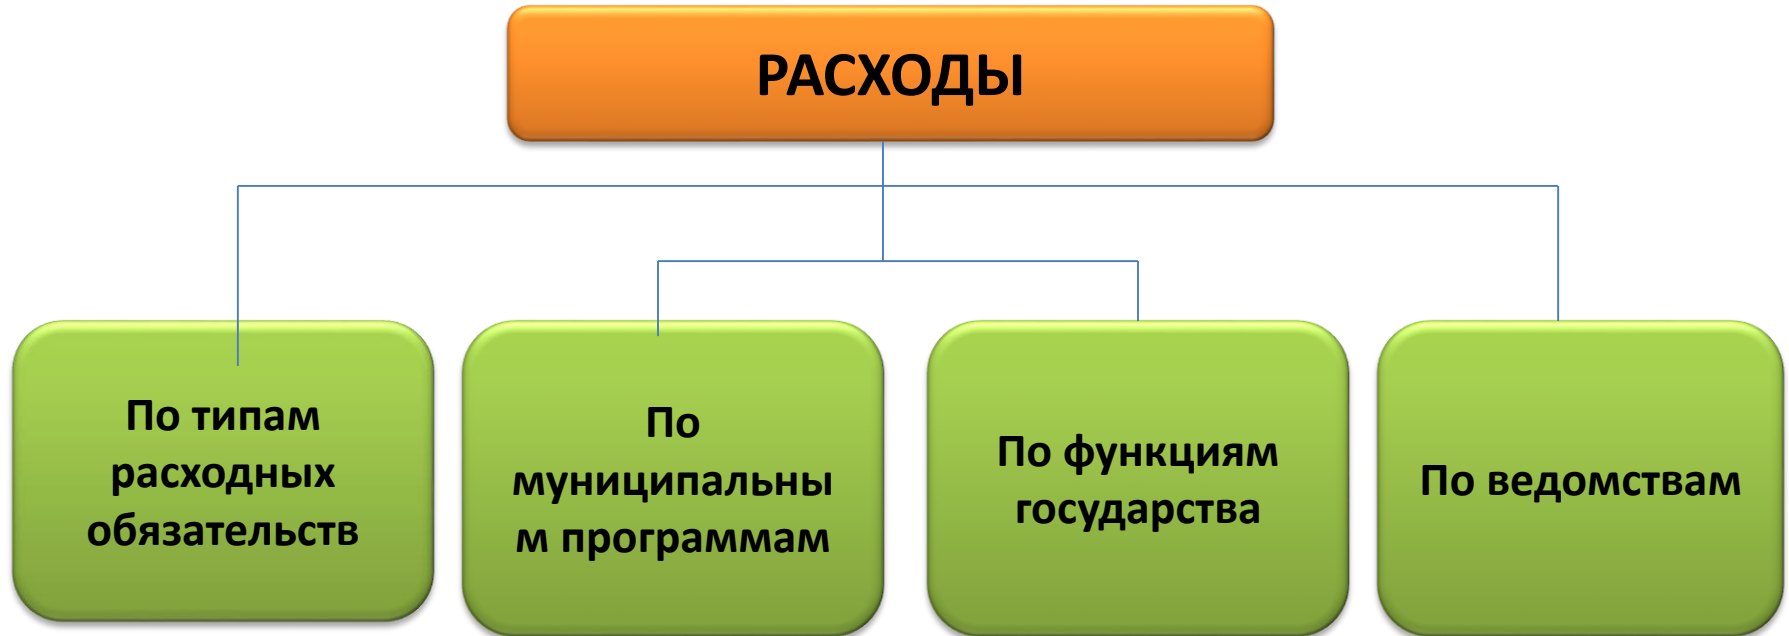 РАСХОДЫ
По типам
расходных
обязательств
По
муниципальны
м программам
По функциям
государства
По ведомствам